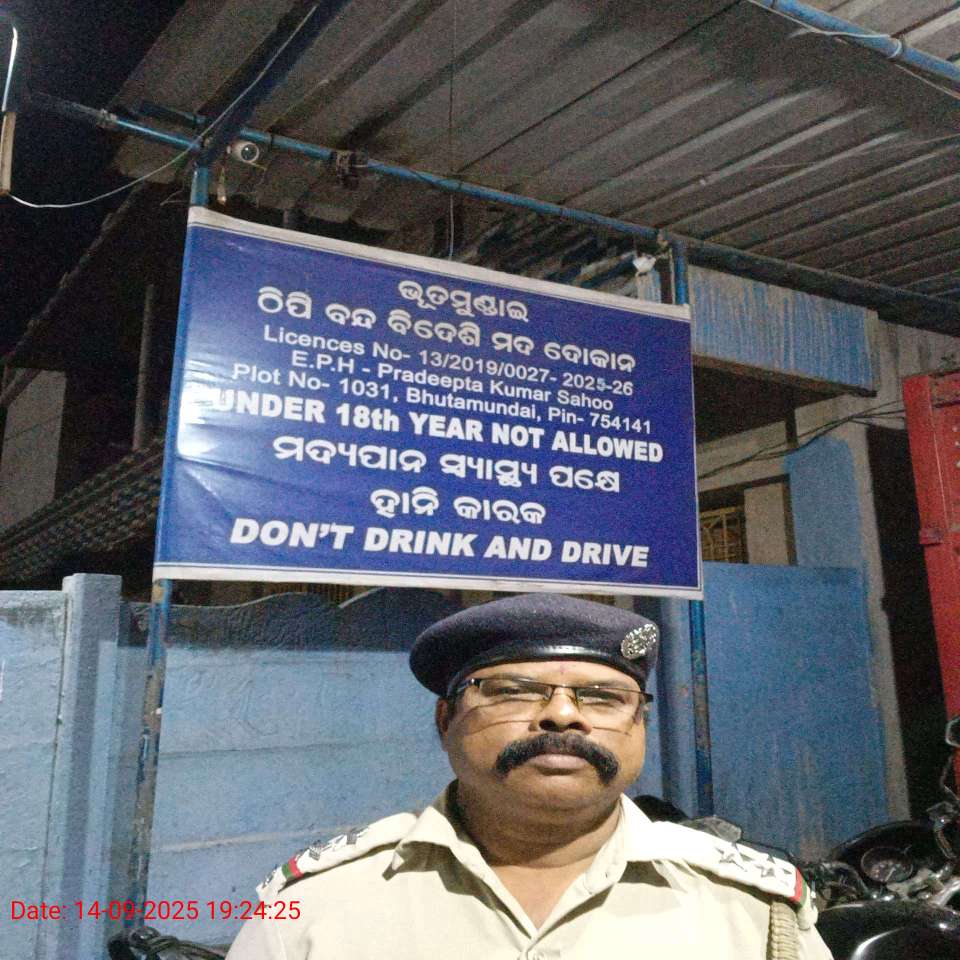 ଭୂତମୁଣ୍ଡାଇ
ଠିପି ବନ୍ଦ ବିଦେଶି ମଦ ଦୋକାନ
Licences No- 13/2019/0027- 2025-26
E.P.H - Pradeepta Kumar Sahoo
Plot No- 1031, Bhutamundai, Pin- 754141
UNDER 18th YEAR NOT ALLOWED
ମଦ୍ୟପାନ ସ୍ୱାସ୍ଥ୍ୟ ପକ୍ଷେ
ହାନି କାରକ
DON'T DRINK AND DRIVE
Date: 14-09-2025 19:24:25